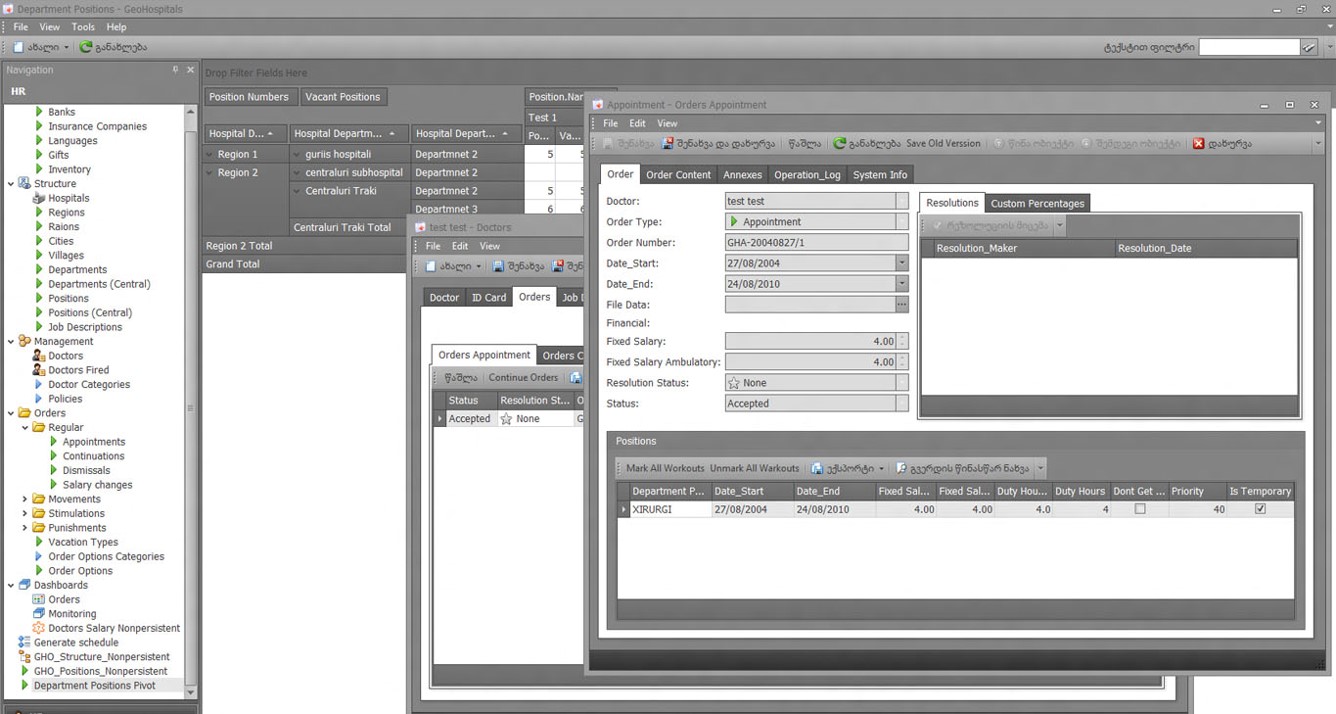 Department Positions - GeoHospitals
File View Tools Help
ახალი განახლება ტექსტით ფილტრი
Navigation
HR
Banks
Insurance Companies
Languages
Gifts
Inventory
Structure
Hospitals
Regions
Raions
Cities
Villages
Departments
Departments (Central)
Positions
Positions (Central)
Job Descriptions
Management
Doctors
Doctors Fired
Doctor Categories
Policies
Orders
Regular
Appointments
Continuations
Dismissals
Salary changes
Movements
Stimulations
Punishments
Vacation Types
Order Options Categories
Order Options
Dashboards
Orders
Monitoring
Doctors Salary Nonpersistent
Generate schedule
GHO_Structure_Nonpersistent
GHO_Positions_Nonpersistent
Department Positions Pivot
Drop Filter Fields Here
Position Numbers Vacant Positions Position.Nam
Test 1
Hospital D... Hospital Departm... Hospital Depart... Po... Va...
Region 1 guriis hospitali Departmnet 2 5 5
Region 2 centraluri subhospital Departmnet 2
Centraluri Traki Departmnet 2 5 5
Departmnet 3 6 6
Centraluri Traki Total
Region 2 Total
Grand Total
test test - Doctors
File Edit View
ახალი შენახვა შენ
Doctor ID Card Orders Job D
Orders Appointment Orders C
წაშლა Continue Orders
Status Resolution St... O
Accepted None G
Appointment - Orders Appointment
File Edit View
შენახვა შენახვა და დახურვა წაშლა განახლება Save Old Verssion წინა ობიექტი შემდეგი ობიექტი დახურვა
Order Order Content Annexes Operation_Log System Info
Doctor: test test
Order Type: Appointment
Order Number: GHA-20040827/1
Date_Start: 27/08/2004
Date_End: 24/08/2010
File Data:
Financial:
Fixed Salary: 4.00
Fixed Salary Ambulatory: 4.00
Resolution Status: None
Status: Accepted
Resolutions Custom Percentages
რეზოლუციის მიცემა
Resolution_Maker Resolution_Date
Positions
Mark All Workouts Unmark All Warkouts ექსპორტი გვერდის წინასწარ ნახვა
Department P... Date_Start Date_End Fixed Sal... Fixed Sal... Duty Hou... Duty Hours Dont Get ... Priority Is Temporary
XIRURGI 27/08/2004 24/08/2010 4.00 4.00 4.0 4 40